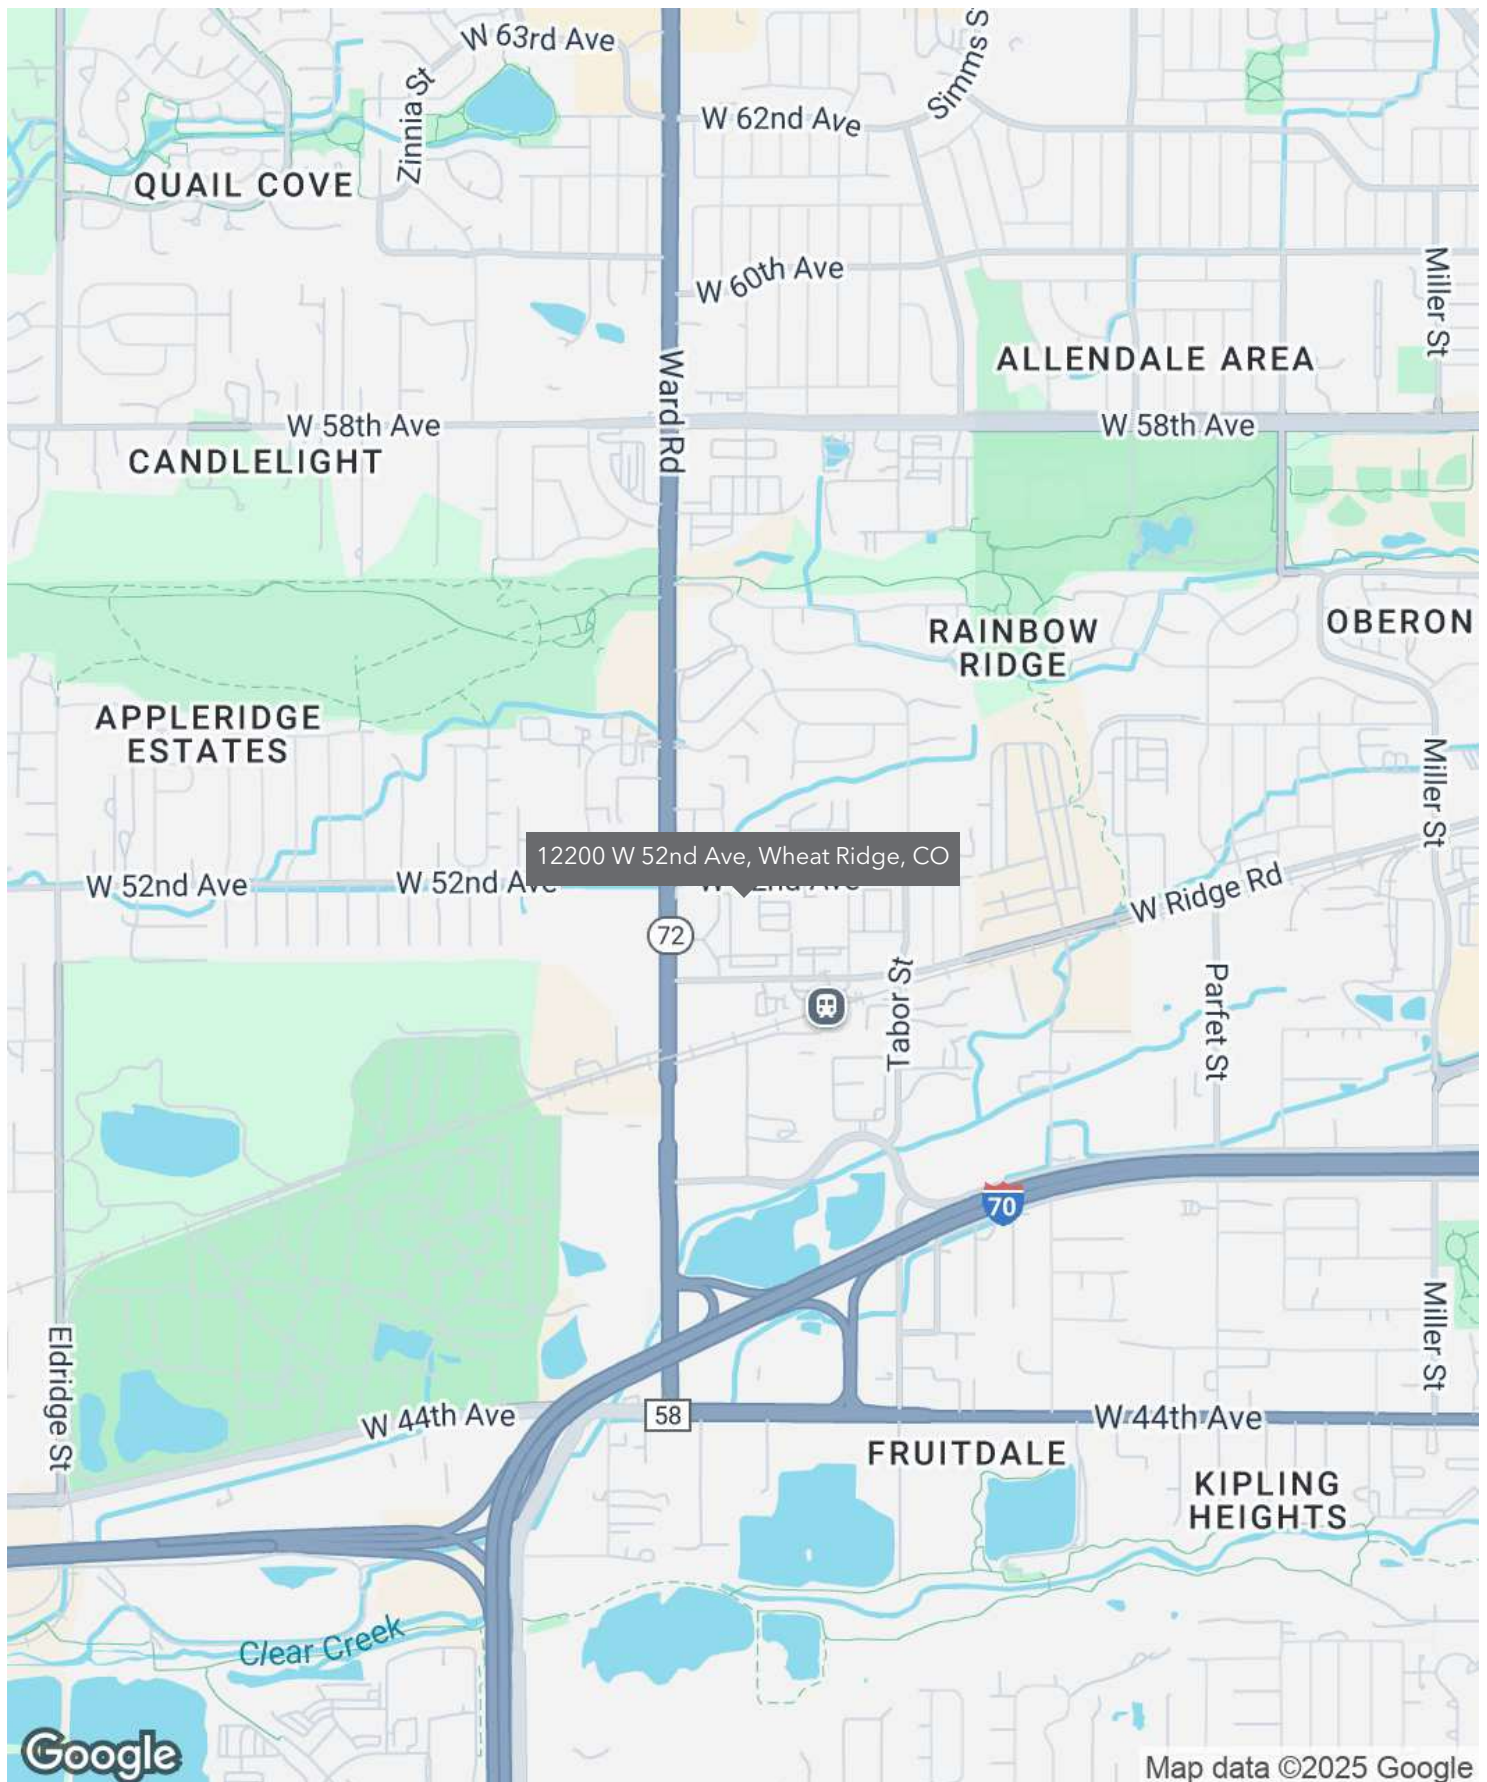 W 63rd Ave
Simms S
Zinnia St
W 62nd Ave
QUAIL COVE
W 60th Ave
Miller St
ALLENDALE AREA
Ward Rd
W 58th Ave
W 58th Ave
CANDLELIGHT
RAINBOW
RIDGE
OBERON
APPLERIDGE
ESTATES
Miller St
12200 W 52nd Ave, Wheat Ridge, CO
W 52nd Ave
W 52nd Ave
W Ridge Rd
72
Tabor St
Parfet St
70
Eldridge St
Miller St
W 44th Ave
58
W 44th Ave
FRUITDALE
KIPLING
HEIGHTS
Clear Creek
Google
Map data ©2025 Google